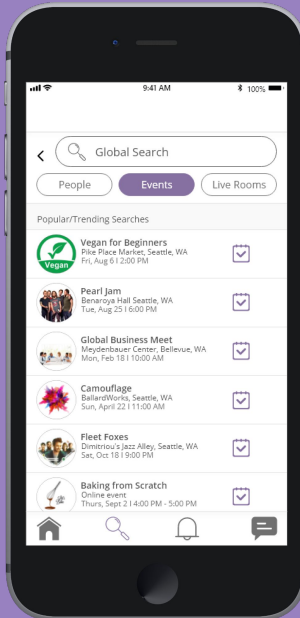 9:41 AM
100%
Global Search
People
Events
Live Rooms
Popular/Trending Searches
Vegan
Vegan for Beginners
Pike Place Market, Seattle, WA
Fri, Aug 6 I 2:00 PM
Pearl Jam
Benaroya Hall Seattle, WA
Tue, Aug 25 I 6:00 PM
Global Business Meet
Meydenbauer Center, Bellevue, WA
Mon, Feb 18 I 10:00 AM
Camouflage
BallardWorks, Seattle, WA
Sun, April 22 I 11:00 AM
Fleet Foxes
Dimitriou's Jazz Alley, Seattle, WA
Sat, Oct 18 I 9:00 PM
Baking from Scratch
Online event
Thurs, Sept 2 I 4:00 PM - 5:00 PM